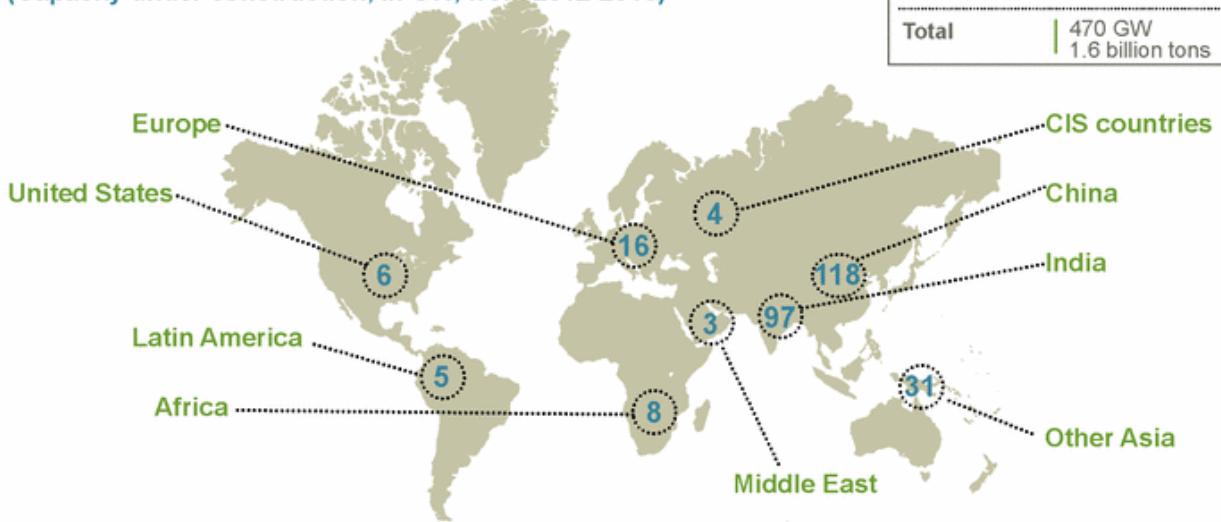 Total
470 GW
1.6 billion tons
Europe
CIS countries
United States
China
4
16
India
6
118
97
3
Latin America
5
31
Africa
8
Other Asia
Middle East